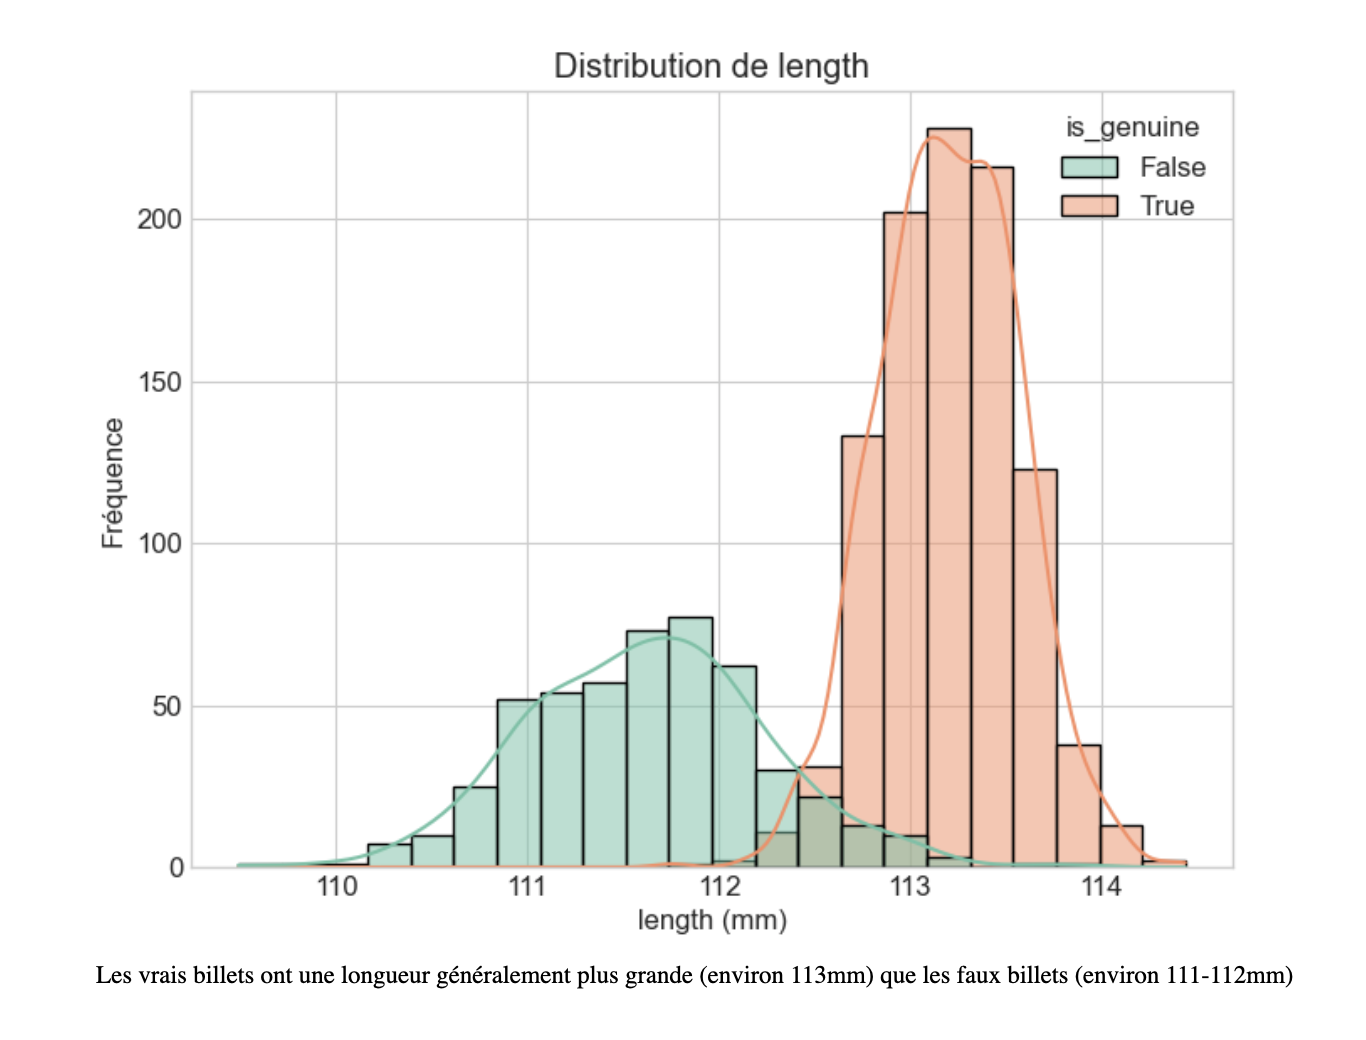 Distribution de length
is_genuine
False
True
200
150
100
50
0
Fréquence
110 111 112 113 114
length (mm)
Les vrais billets ont une longueur généralement plus grande (environ 113mm) que les faux billets (environ 111-112mm)